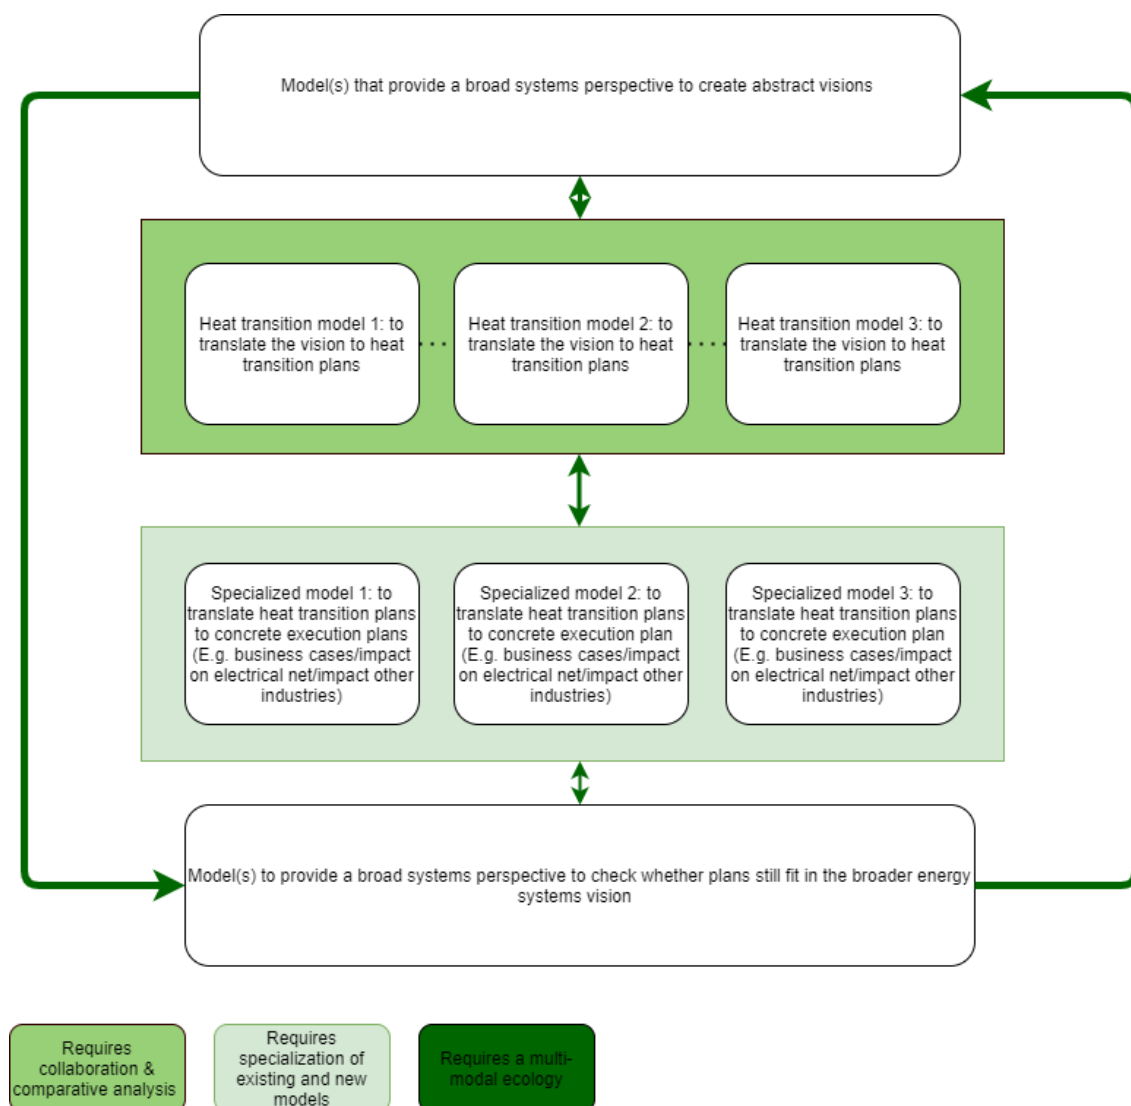 Model(s) that provide a broad systems perspective to create abstract visions
Heat transition model 1: to
translate the vision to heat
transition plans
Heat transition model 2: to
translate the vision to heat
transition plans
Heat transition model 3: to
translate the vision to heat
transition plans
Specialized model 1: to
translate heat transition plans
to concrete execution plans
(E.g. business cases/impact
on electrical net/impact other
industries)
Specialized model 2: to
translate heat transition plans
to concrete execution plan
(E.g. business cases/impact
on electrical net/impact other
industries)
Specialized model 3: to
translate heat transition plans
to concrete execution plan
(E.g. business cases/impact
on electrical net/impact other
industries)
Model(s) to provide a broad systems perspective to check whether plans still fit in the broader energy
systems vision
Requires
collaboration &
comparative analysis
Requires
specialization of
existing and new
models
Requires a multi-
modal ecology